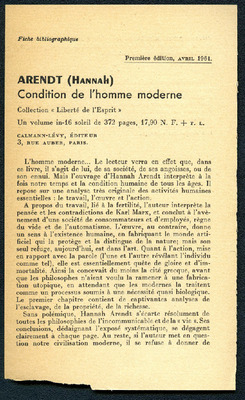 Fiche bibliographique
Première édition, AVRIL 1961.
ARENDT (HANNAH)
Condition de l'homme moderne
Collection « Liberté de l'Esprit »
Un volume in-16 soleil de 372 pages, 17,90 N. F. + T. L.
CALMANN-LÉVY, ÉDITEUR
3, RUE AUBER, PARIS.
L'homme moderne... Le lecteur verra en effet que, dans
ce livre, il s'agit de lui, de sa société, de ses angoisses, ou de
son ennui. Mais l'ouvrage d'Hannah Arendt interprète à la
fois notre temps et la condition humaine de tous les âges. Il
repose sur une analyse très originale des activités humaines
essentielles : le travail, l'œuvre et l'action.
A propos du travail, lié à la fertilité, l'auteur interprète la
pensée et les contradictions de Karl Marx, et conclut à l'avè-
nement d'une société de consommateurs et d'employés, règne
du vide et de l'automatisme. L'œuvre, au contraire, donne
un sens à l'existence humaine, en fabriquant le monde arti-
ficiel qui la protège et la distingue de la nature; mais son
seul refuge, aujourd'hui, est dans l'art. Quant à l'action, mise
en rapport avec la parole (l'une et l'autre révélant l'individu
comme tel), elle est essentiellement quête de gloire et d'im-
mortalité. Ainsi la concevait du moins la cité grecque, avant
que les philosophes n'aient voulu la ramener à une fabrica-
tion utopique, en attendant que les modernes la traitent
comme un processus soumis à une nécessité quasi biologique.
Le premier chapitre contient de captivantes analyses de
l'esclavage, de la propriété, de la richesse.
Sans polémique, Hannah Arendt s'écarte résolument de
toutes les philosophies de l'incommunicable et de la « vie ». Ses
conclusions, dédaignant l'exposé systématique, se dégagent
clairement à chaque page. Au reste, si l'auteur met en ques-
tion notre civilisation moderne, il se refuse à donner de